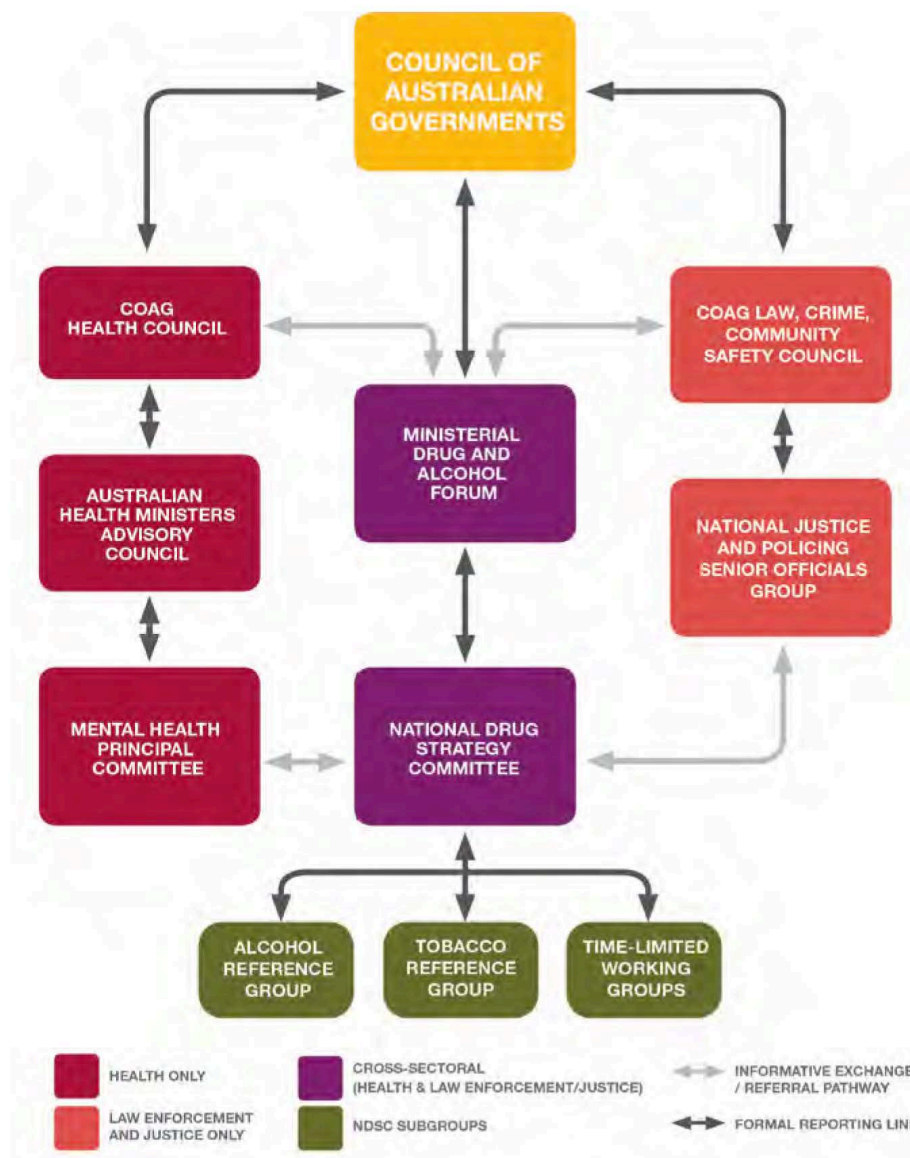 COUNCIL OF
AUSTRALIAN
GOVERNMENTS
COAG
HEALTH COUNCIL
COAG LAW, CRIME,
COMMUNITY
SAFETY COUNCIL
MINISTERIAL
DRUG AND
ALCOHOL
FORUM
AUSTRALIAN
HEALTH MINISTERS
ADVISORY
COUNCIL
NATIONAL JUSTICE
AND POLICING
SENIOR OFFICIALS
GROUP
MENTAL HEALTH
PRINCIPAL
COMMITTEE
NATIONAL DRUG
STRATEGY
COMMITTEE
ALCOHOL
REFERENCE
GROUP
TOBACCO
REFERENCE
GROUP
TIME-LIMITED
WORKING
GROUPS
HEALTH ONLY
CROSS-SECTORAL
(HEALTH & LAW ENFORCEMENT/JUSTICE)
INFORMATIVE EXCHANGE
/ REFERRAL PATHWAY
LAW ENFORCEMENT
AND JUSTICE ONLY
NDSC SUBGROUPS
FORMAL REPORTING LIN